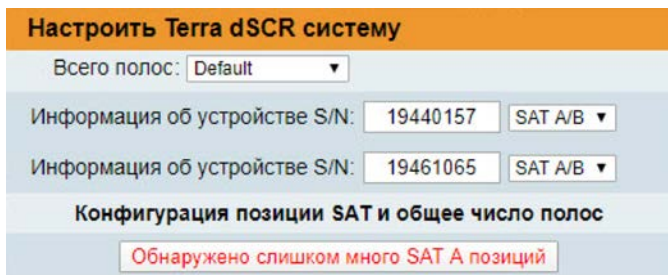 Настроить Terra dSCR систему
Всего полос: Default
Информация об устройстве S/N: 19440157 SAT A/B
Информация об устройстве S/N: 19461065 SAT A/B
Конфигурация позиции SAT и общее число полос
Обнаружено слишком много SAT A позиций